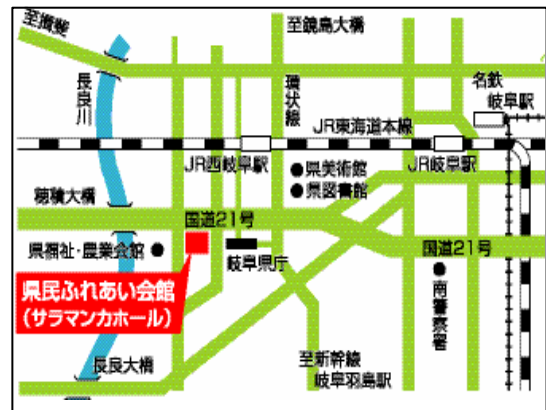 至揖斐
至鏡島大橋
長良川
環状線
名鉄
岐阜駅
JR東海道本線
JR西岐阜駅
県美術館
県図書館
JR岐阜駅
穂積大橋
国道21号
県福祉・農業会館
岐阜県庁
国道21号
県民ふれあい会館
(サラマンカホール)
南警察署
長良大橋
至新幹線
岐阜羽島駅